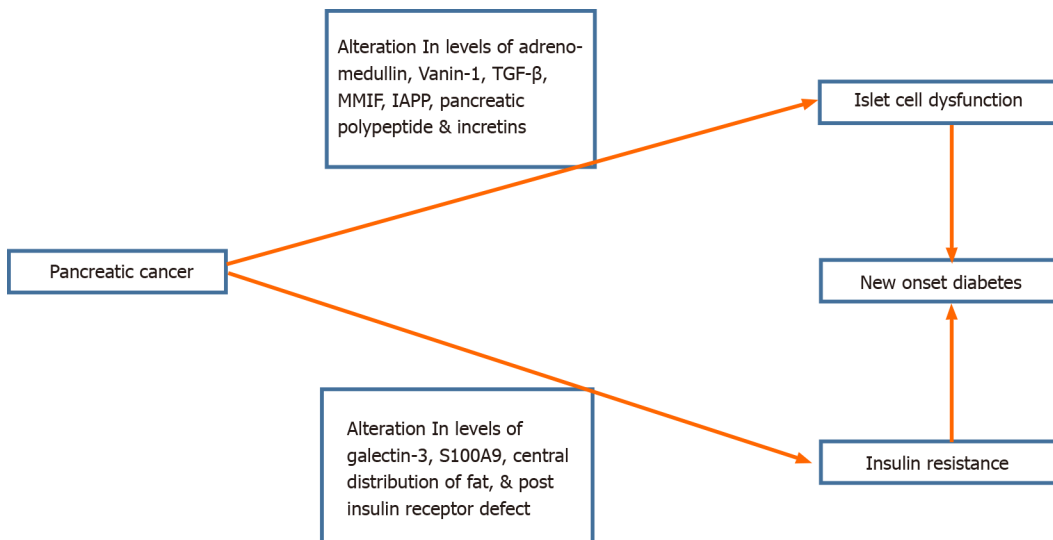 Alteration In levels of adreno-
medullin, Vanin-1, TGF-β,
MMIF, IAPP, pancreatic
polypeptide & incretins
Islet cell dysfunction
Pancreatic cancer
New onset diabetes
Alteration In levels of
galectin-3, S100A9, central
distribution of fat, & post
insulin receptor defect
Insulin resistance